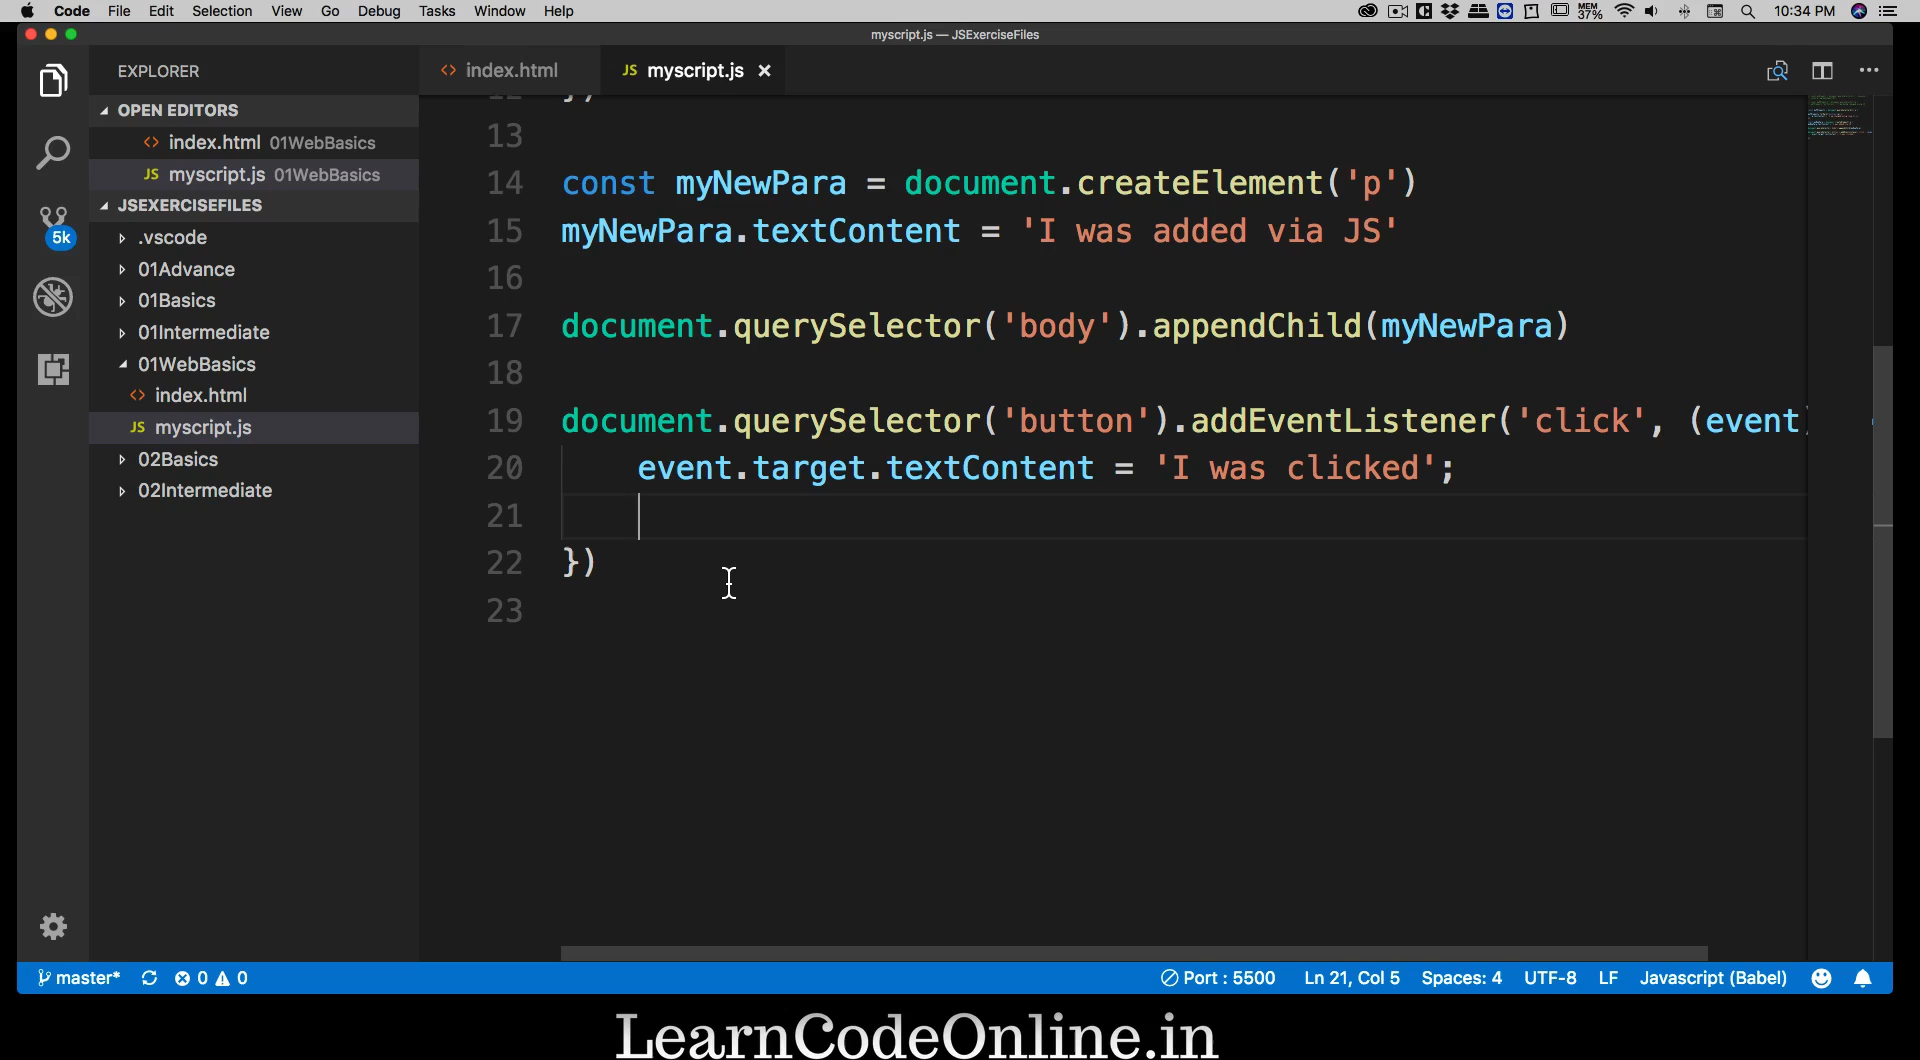 Code File Edit Selection View Go Debug Tasks Window Help MEM 37% 10:34 PM
myscript.js — JSExerciseFiles
EXPLORER
index.html
JS myscript.js
OPEN EDITORS
index.html 01WebBasics
JS myscript.js 01WebBasics
JSEXERCISEFILES
.vscode
01Advance
01Basics
01Intermediate
01WebBasics
index.html
JS myscript.js
02Basics
02Intermediate
5k
13
14 const myNewPara = document.createElement('p')
15 myNewPara.textContent = 'I was added via JS'
16
17 document.querySelector('body').appendChild(myNewPara)
18
19 document.querySelector('button').addEventListener('click', (event)
20 event.target.textContent = 'I was clicked';
21
22 })
23
master* 0 0 Port : 5500 Ln 21, Col 5 Spaces: 4 UTF-8 LF Javascript (Babel)
LearnCodeOnline.in